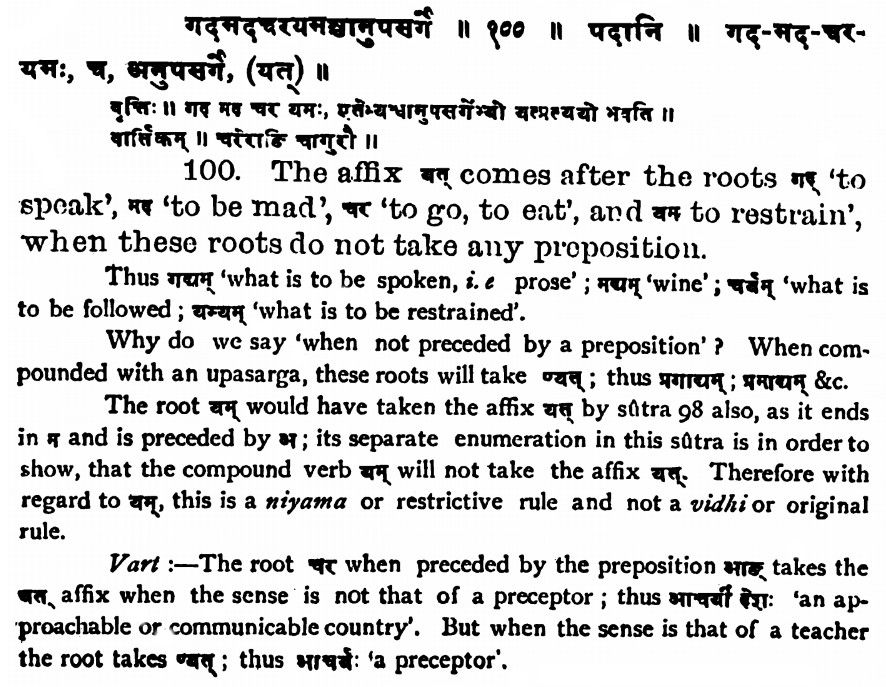 गदमदचरयमश्चानुपसर्गे ॥ १०० ॥ पदानि ॥ गद-मद-चर-
यमः, च, अनुपसर्गे, (यत्) ॥
वृत्तिः ॥ गद मद चर यमः, एतेभ्यश्चानुपसर्गेभ्यो यत्प्रत्ययो भवति ॥
वार्त्तिकम् ॥ चरेराङि चागुरौ ॥
100. The affix यत् comes after the roots गद् 'to
speak', मद 'to be mad', चर 'to go, to eat', and यम to restrain',
when these roots do not take any preposition.
Thus गद्यम् 'what is to be spoken, i. e prose' ; मद्यम् 'wine' ; चर्यम् 'what is
to be followed ; यम्यम् 'what is to be restrained'.
Why do we say 'when not preceded by a preposition' ? When com-
pounded with an upasarga, these roots will take ण्यत् ; thus प्रगाद्यम् ; प्रमाद्यम् &c.
The root यम् would have taken the affix यत् by sûtra 98 also, as it ends
in म and is preceded by अ ; its separate enumeration in this sûtra is in order to
show, that the compound verb यम् will not take the affix यत्. Therefore with
regard to यम्, this is a niyama or restrictive rule and not a vidhi or original
rule.
Vart :—The root चर when preceded by the preposition आङ् takes the
यत् affix when the sense is not that of a preceptor ; thus आचर्यो देशः 'an ap-
proachable or communicable country'. But when the sense is that of a teacher
the root takes ण्यत् ; thus आचर्यः 'a preceptor'.